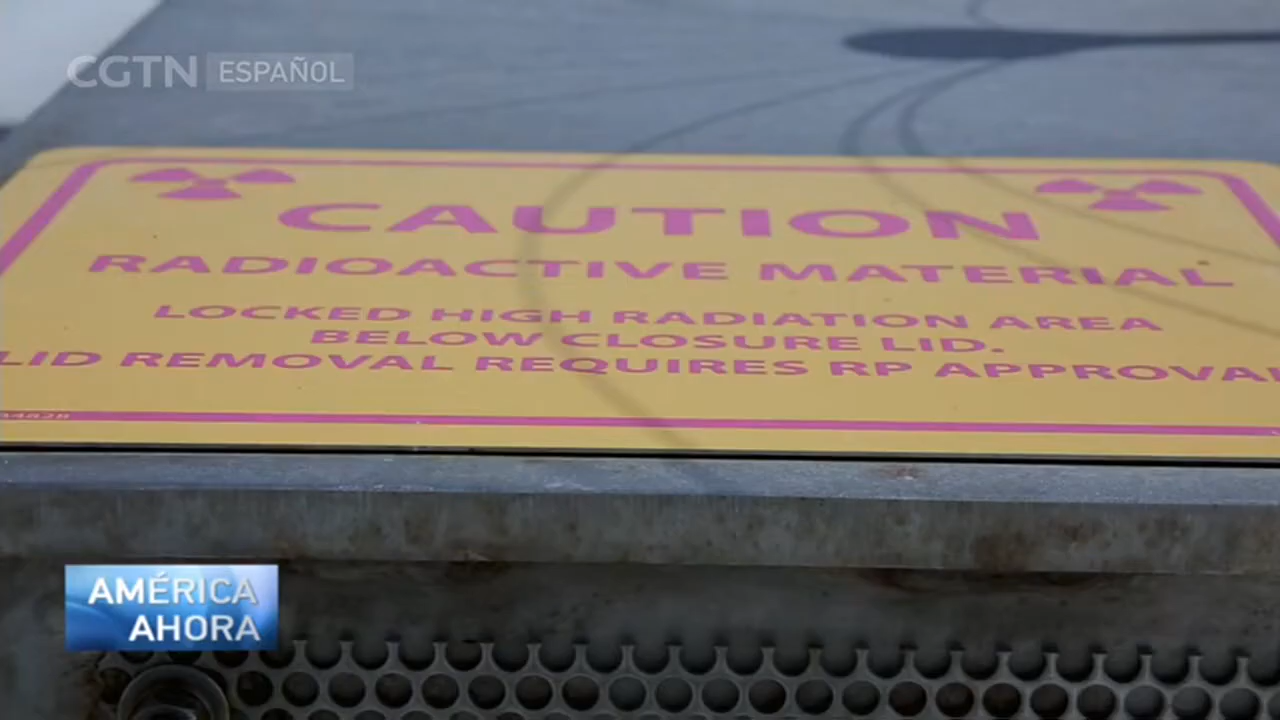 CGTN ESPAÑOL
CAUTION
RADIOACTIVE MATERIAL
LOCKED HIGH RADIATION AREA
BELOW CLOSURE LID.
LID REMOVAL REQUIRES RP APPROVAL
AMÉRICA
AHORA